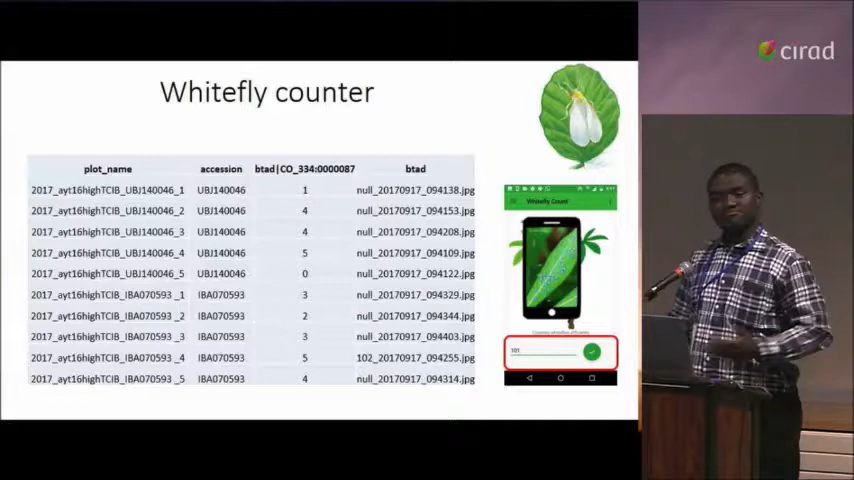 cirad
Whitefly counter
plot_name accession btad|CO_334:0000087 btad
2017_ayt16highTCIB_UBJ140046_1 UBJ140046 1 null_20170917_094138.jpg
2017_ayt16highTCIB_UBJ140046_2 UBJ140046 4 null_20170917_094153.jpg
2017_ayt16highTCIB_UBJ140046_3 UBJ140046 4 null_20170917_094208.jpg
2017_ayt16highTCIB_UBJ140046_4 UBJ140046 5 null_20170917_094109.jpg
2017_ayt16highTCIB_UBJ140046_5 UBJ140046 0 null_20170917_094122.jpg
2017_ayt16highTCIB_IBA070593 _1 IBA070593 3 null_20170917_094329.jpg
2017_ayt16highTCIB_IBA070593 _2 IBA070593 2 null_20170917_094344.jpg
2017_ayt16highTCIB_IBA070593 _3 IBA070593 3 null_20170917_094403.jpg
2017_ayt16highTCIB_IBA070593 _4 IBA070593 5 102_20170917_094255.jpg
2017_ayt16highTCIB_IBA070593 _5 IBA070593 4 null_20170917_094314.jpg
Whitefly Count
101